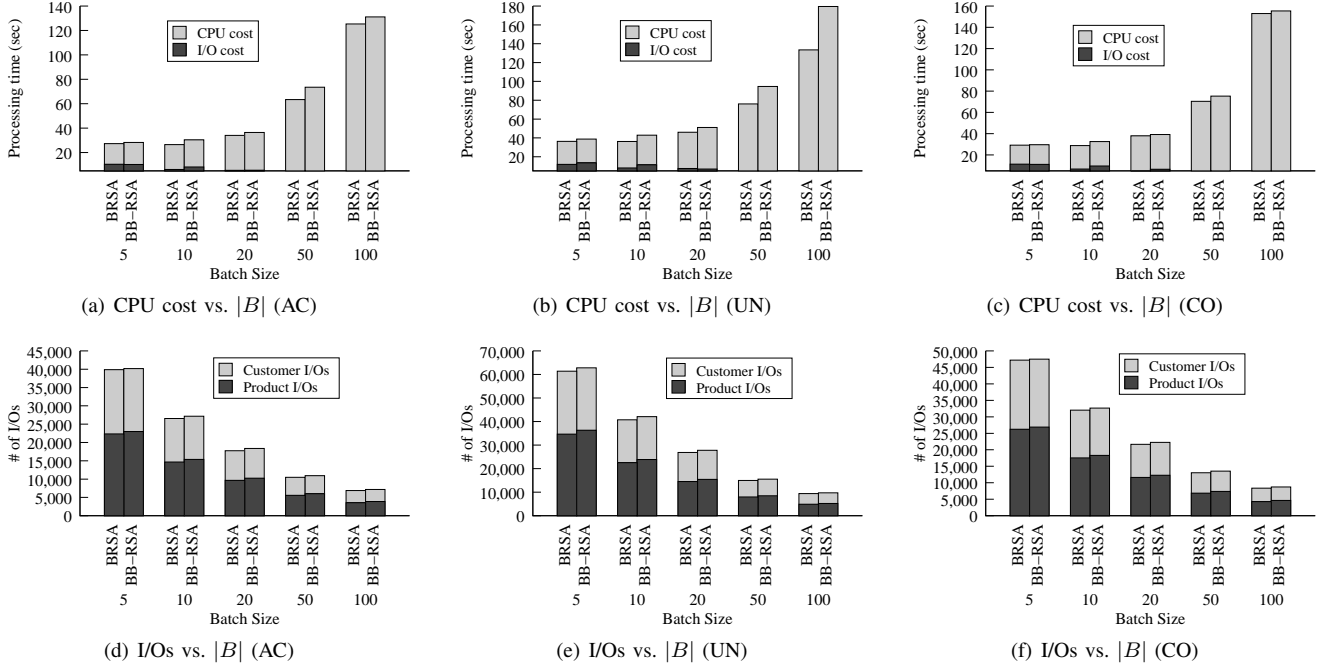 Processing time (sec)
140
120
100
80
60
40
20
CPU cost
I/O cost
BRSA
BB−RSA
BRSA
BB−RSA
BRSA
BB−RSA
BRSA
BB−RSA
BRSA
BB−RSA
5 10 20 50 100
Batch Size
(a) CPU cost vs. |B| (AC)
Processing time (sec)
180
160
140
120
100
80
60
40
20
CPU cost
I/O cost
BRSA
BB−RSA
BRSA
BB−RSA
BRSA
BB−RSA
BRSA
BB−RSA
BRSA
BB−RSA
5 10 20 50 100
Batch Size
(b) CPU cost vs. |B| (UN)
Processing time (sec)
160
140
120
100
80
60
40
20
CPU cost
I/O cost
BRSA
BB−RSA
BRSA
BB−RSA
BRSA
BB−RSA
BRSA
BB−RSA
BRSA
BB−RSA
5 10 20 50 100
Batch Size
(c) CPU cost vs. |B| (CO)
# of I/Os
45,000
40,000
35,000
30,000
25,000
20,000
15,000
10,000
5,000
0
Customer I/Os
Product I/Os
BRSA
BB−RSA
BRSA
BB−RSA
BRSA
BB−RSA
BRSA
BB−RSA
BRSA
BB−RSA
5 10 20 50 100
Batch Size
(d) I/Os vs. |B| (AC)
# of I/Os
70,000
60,000
50,000
40,000
30,000
20,000
10,000
0
Customer I/Os
Product I/Os
BRSA
BB−RSA
BRSA
BB−RSA
BRSA
BB−RSA
BRSA
BB−RSA
BRSA
BB−RSA
5 10 20 50 100
Batch Size
(e) I/Os vs. |B| (UN)
# of I/Os
50,000
45,000
40,000
35,000
30,000
25,000
20,000
15,000
10,000
5,000
0
Customer I/Os
Product I/Os
BRSA
BB−RSA
BRSA
BB−RSA
BRSA
BB−RSA
BRSA
BB−RSA
BRSA
BB−RSA
5 10 20 50 100
Batch Size
(f) I/Os vs. |B| (CO)